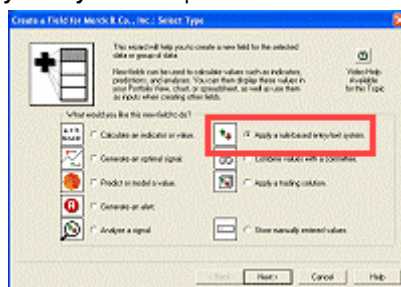 Create a Field for Merck & Co., Inc.: Select Type
This wizard will help you to create a new field for the selected
data or group of data.
New fields can be used to calculate values such as indicators,
predictions, and analyses. You can then display these values in
your Portfolio View, chart, or spreadsheet, as well as use them
as inputs when creating other fields.
Video Help
Available
for this Topic
What would you like this new field to do?
Calculate an indicator or value.
Apply a rule-based entry/exit system.
Generate an optimal signal.
Combine values with a committee.
Predict or model a value.
Apply a trading solution.
Generate an alert.
Analyze a signal.
Store manually entered values.
< Back
Next >
Cancel
Help